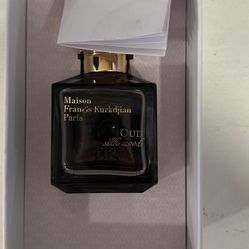 Maison
Francis Kurkdjian
Paris
OUD
silk mood